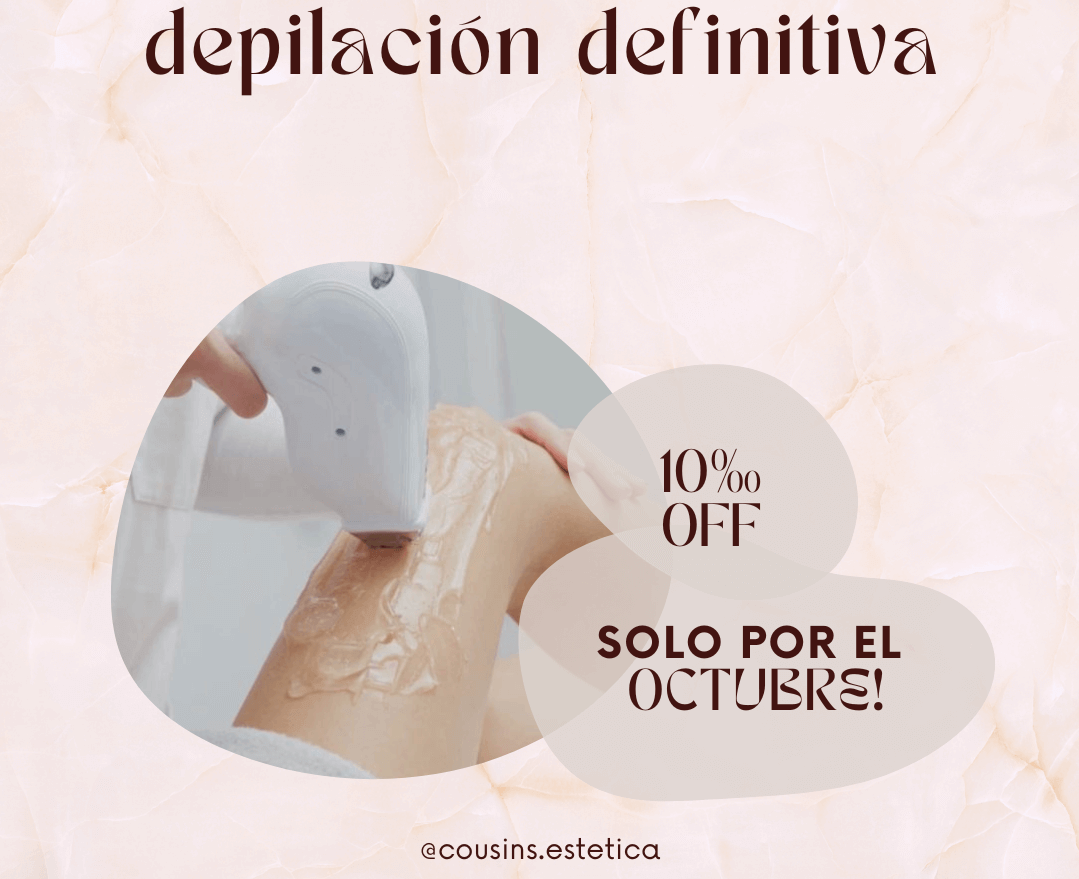 depilación definitiva
10‰
OFF
SOLO POR EL
OCTUBRE!
@cousins.estetica